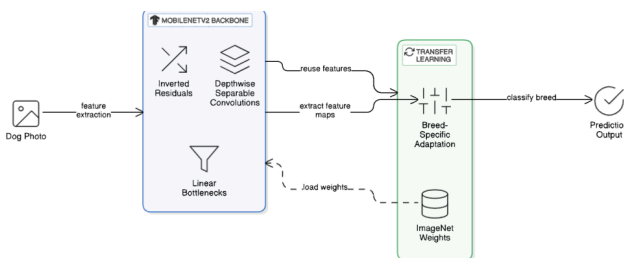 MOBILENETV2 BACKBONE
TRANSFER
LEARNING
Inverted
Residuals
Depthwise
Separable
Convolutions
reuse features
Dog Photo
feature
extraction
extract feature
maps
Breed-
Specific
Adaptation
classify breed
Prediction
Output
Linear
Bottlenecks
load weights
ImageNet
Weights